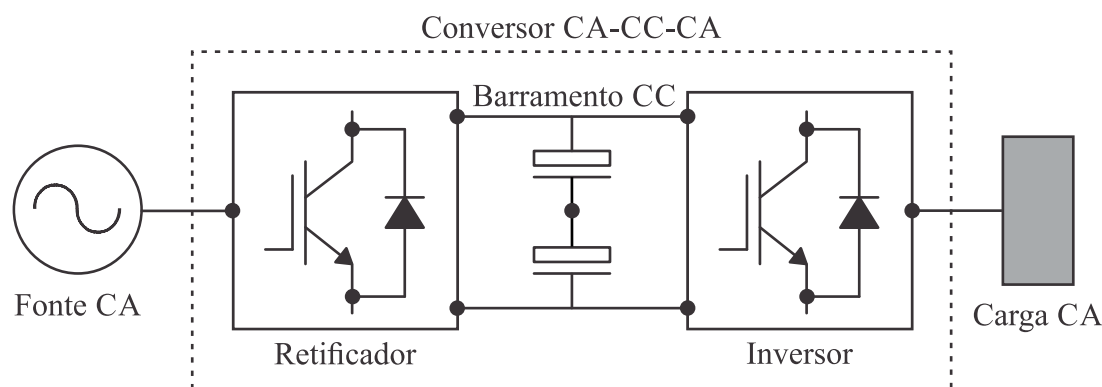 Conversor CA-CC-CA
Barramento CC
Fonte CA
Retificador
Inversor
Carga CA